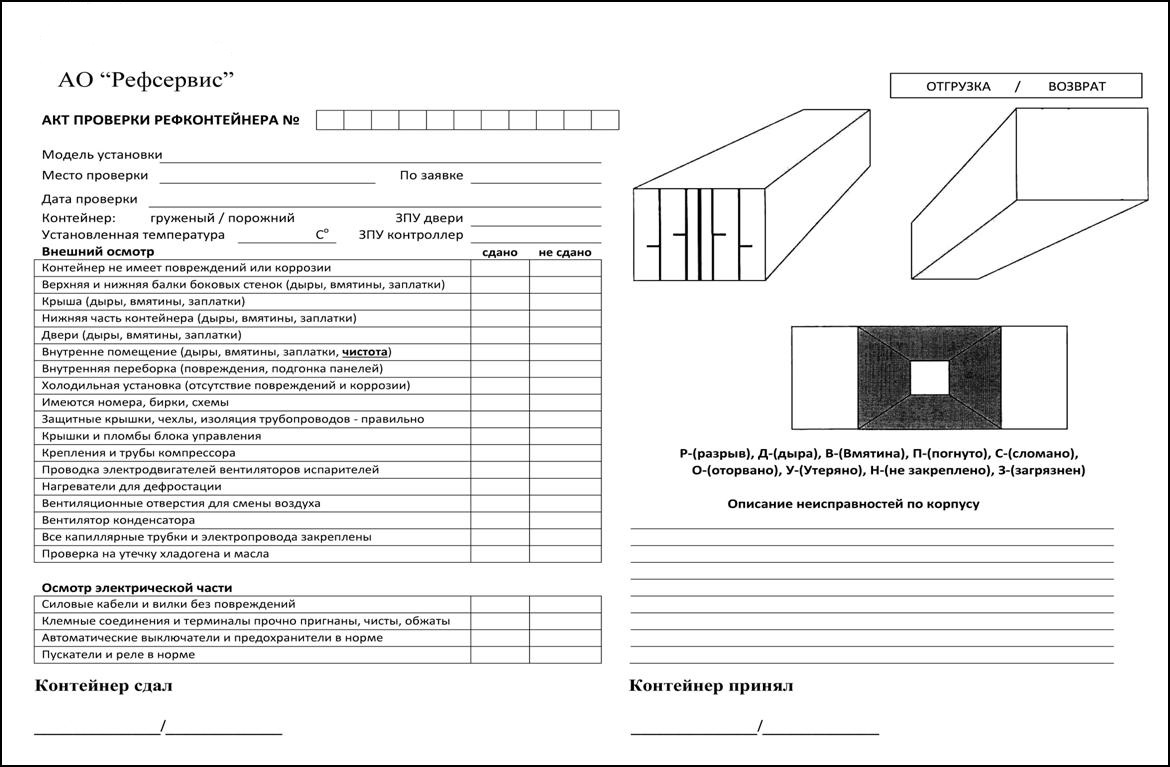 АО “Рефсервис”
ОТГРУЗКА / ВОЗВРАТ
АКТ ПРОВЕРКИ РЕФКОНТЕЙНЕРА №
Модель установки
Место проверки По заявке
Дата проверки
Контейнер: груженый / порожний ЗПУ двери
Установленная температура С° ЗПУ контроллер
Внешний осмотр сдано не сдано
Контейнер не имеет повреждений или коррозии
Верхняя и нижняя балки боковых стенок (дыры, вмятины, заплатки)
Крыша (дыры, вмятины, заплатки)
Нижняя часть контейнера (дыры, вмятины, заплатки)
Двери (дыры, вмятины, заплатки)
Внутренне помещение (дыры, вмятины, заплатки, чистота)
Внутренняя переборка (повреждения, подгонка панелей)
Холодильная установка (отсутствие повреждений и коррозии)
Имеются номера, бирки, схемы
Защитные крышки, чехлы, изоляция трубопроводов - правильно
Крышки и пломбы блока управления
Крепления и трубы компрессора
Проводка электродвигателей вентиляторов испарителей
Нагреватели для дефростации
Вентиляционные отверстия для смены воздуха
Вентилятор конденсатора
Все капиллярные трубки и электропровода закреплены
Проверка на утечку хладогена и масла
Осмотр электрической части
Силовые кабели и вилки без повреждений
Клемные соединения и терминалы прочно пригнаны, чисты, обжаты
Автоматические выключатели и предохранители в норме
Пускатели и реле в норме
Р-(разрыв), Д-(дыра), В-(Вмятина), П-(погнуто), С-(сломано),
О-(оторвано), У-(Утеряно), Н-(не закреплено), З-(загрязнен)
Описание неисправностей по корпусу
Контейнер сдал
Контейнер принял